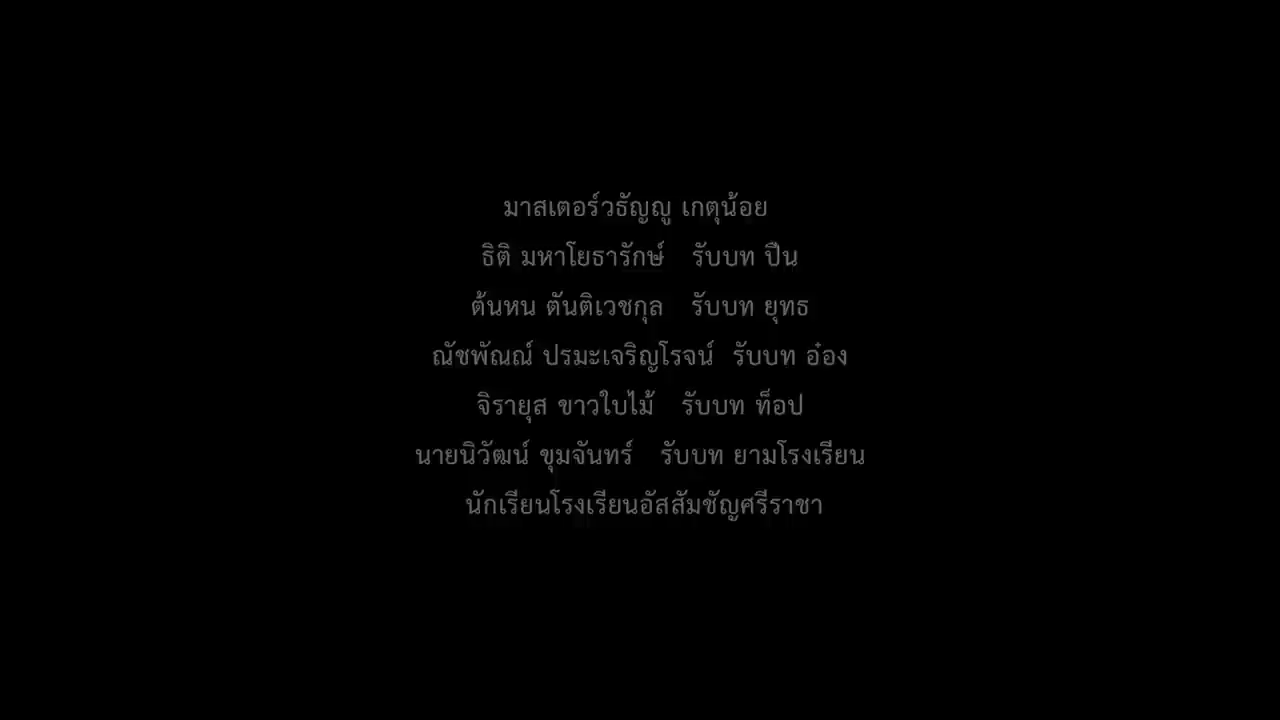 มาสเตอร์วธัญญู เกตุน้อย
ธิติ มหาโยธารักษ์ รับบท ปืน
ต้นหน ตันติเวชกุล รับบท ยุทธ
ณัชพัณณ์ ปรมะเจริญโรจน์ รับบท อ๋อง
จิรายุส ขาวใบไม้ รับบท ท็อป
นายนิวัฒน์ ขุมจันทร์ รับบท ยามโรงเรียน
นักเรียนโรงเรียนอัสสัมชัญศรีราชา